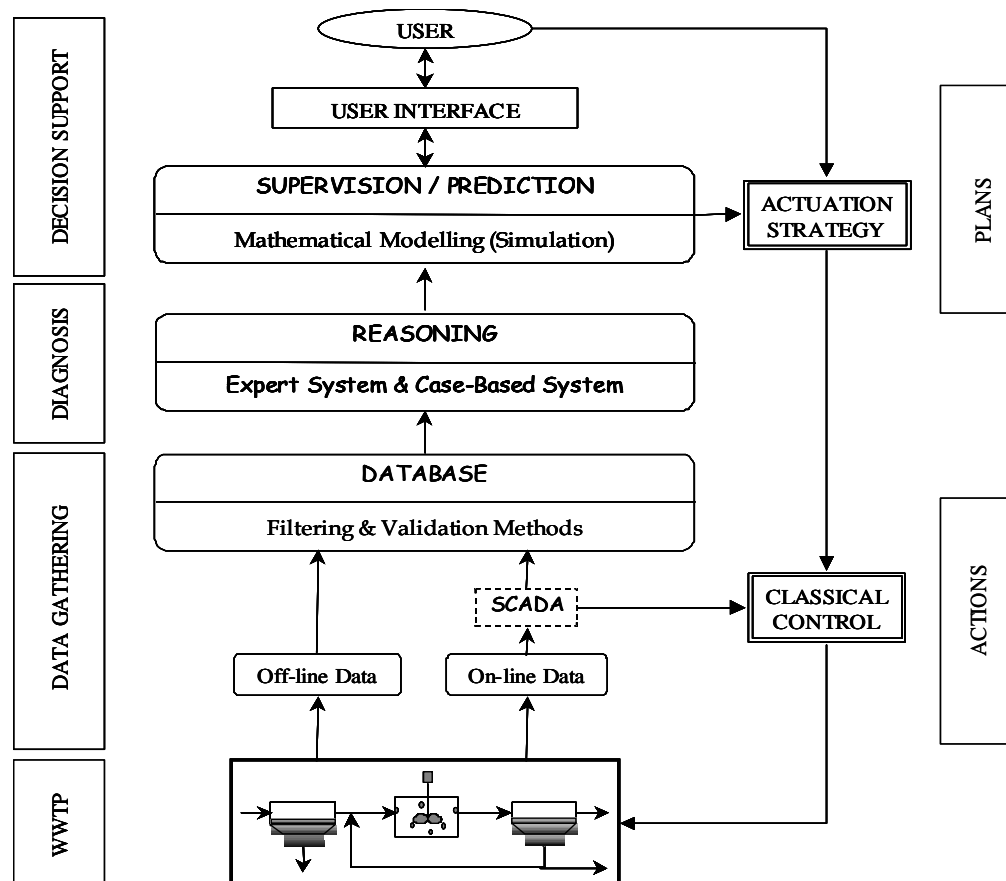 USER
USER INTERFACE
SUPERVISION / PREDICTION
Mathematical Modelling (Simulation)
ACTUATION
STRATEGY
REASONING
Expert System & Case-Based System
DATABASE
Filtering & Validation Methods
SCADA
CLASSICAL
CONTROL
Off-line Data
On-line Data
DECISION SUPPORT
DIAGNOSIS
DATA GATHERING
WWTP
PLANS
ACTIONS